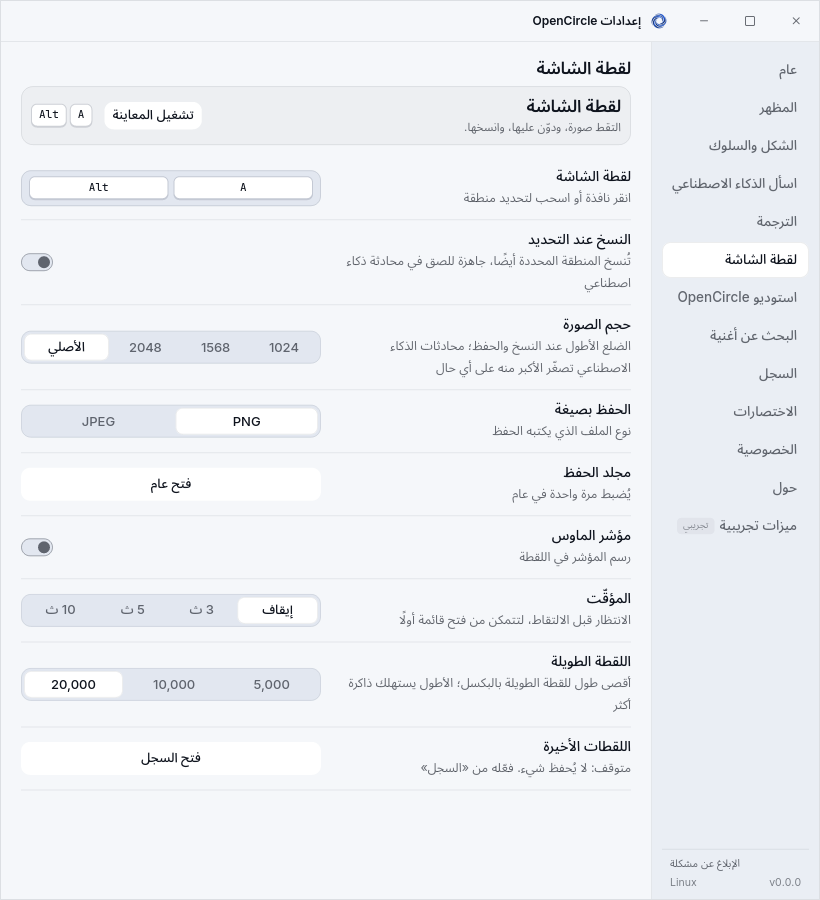 إعدادات OpenCircle
عام
المظهر
الشكل والسلوك
اسأل الذكاء الاصطناعي
الترجمة
لقطة الشاشة
استوديو OpenCircle
البحث عن أغنية
السجل
الاختصارات
الخصوصية
حول
ميزات تجريبية تجريبي
الإبلاغ عن مشكلة
Linux v0.0.0
لقطة الشاشة
لقطة الشاشة
التقط صورة، ودوّن عليها، وانسخها.
تشغيل المعاينة
Alt A
لقطة الشاشة
انقر نافذة أو اسحب لتحديد منطقة
Alt A
النسخ عند التحديد
تُنسخ المنطقة المحددة أيضًا، جاهزة للصق في محادثة ذكاء
اصطناعي
حجم الصورة
الضلع الأطول عند النسخ والحفظ؛ محادثات الذكاء
الاصطناعي تصغّر الأكبر منه على أي حال
1024 1568 2048 الأصلي
الحفظ بصيغة
نوع الملف الذي يكتبه الحفظ
PNG JPEG
مجلد الحفظ
يُضبط مرة واحدة في عام
فتح عام
مؤشر الماوس
رسم المؤشر في اللقطة
المؤقّت
الانتظار قبل الالتقاط، لتتمكن من فتح قائمة أولًا
إيقاف 3 ث 5 ث 10 ث
اللقطة الطويلة
أقصى طول للقطة الطويلة بالبكسل؛ الأطول يستهلك ذاكرة
أكثر
5,000 10,000 20,000
اللقطات الأخيرة
متوقف: لا يُحفظ شيء. فعّله من «السجل»
فتح السجل